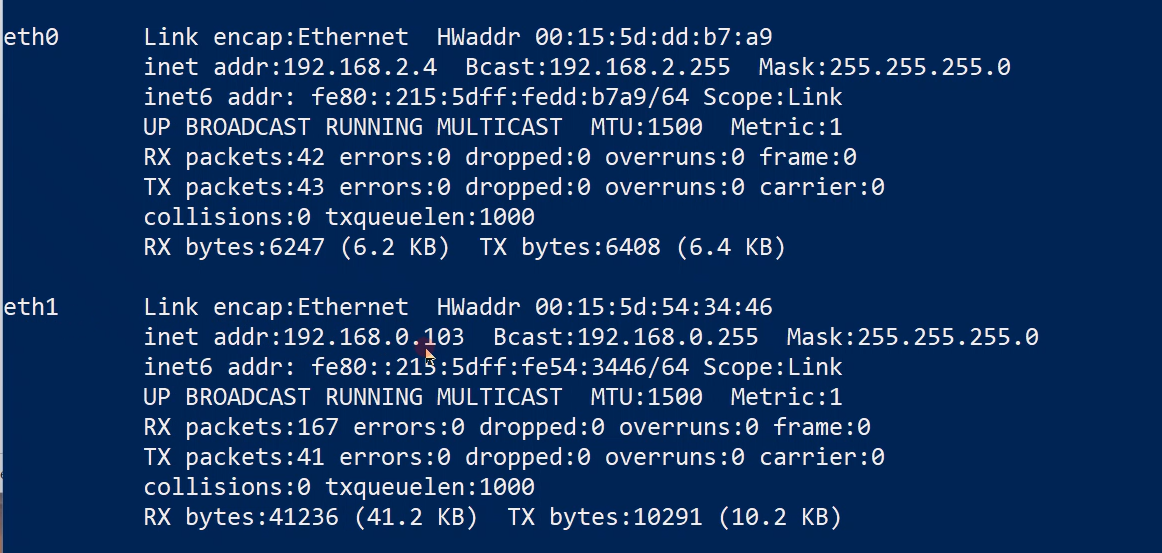 eth0      Link encap:Ethernet  HWaddr 00:15:5d:dd:b7:a9
          inet addr:192.168.2.4  Bcast:192.168.2.255  Mask:255.255.255.0
          inet6 addr: fe80::215:5dff:fedd:b7a9/64 Scope:Link
          UP BROADCAST RUNNING MULTICAST  MTU:1500  Metric:1
          RX packets:42 errors:0 dropped:0 overruns:0 frame:0
          TX packets:43 errors:0 dropped:0 overruns:0 carrier:0
          collisions:0 txqueuelen:1000
          RX bytes:6247 (6.2 KB)  TX bytes:6408 (6.4 KB)

eth1      Link encap:Ethernet  HWaddr 00:15:5d:54:34:46
          inet addr:192.168.0.103  Bcast:192.168.0.255  Mask:255.255.255.0
          inet6 addr: fe80::215:5dff:fe54:3446/64 Scope:Link
          UP BROADCAST RUNNING MULTICAST  MTU:1500  Metric:1
          RX packets:167 errors:0 dropped:0 overruns:0 frame:0
          TX packets:41 errors:0 dropped:0 overruns:0 carrier:0
          collisions:0 txqueuelen:1000
          RX bytes:41236 (41.2 KB)  TX bytes:10291 (10.2 KB)